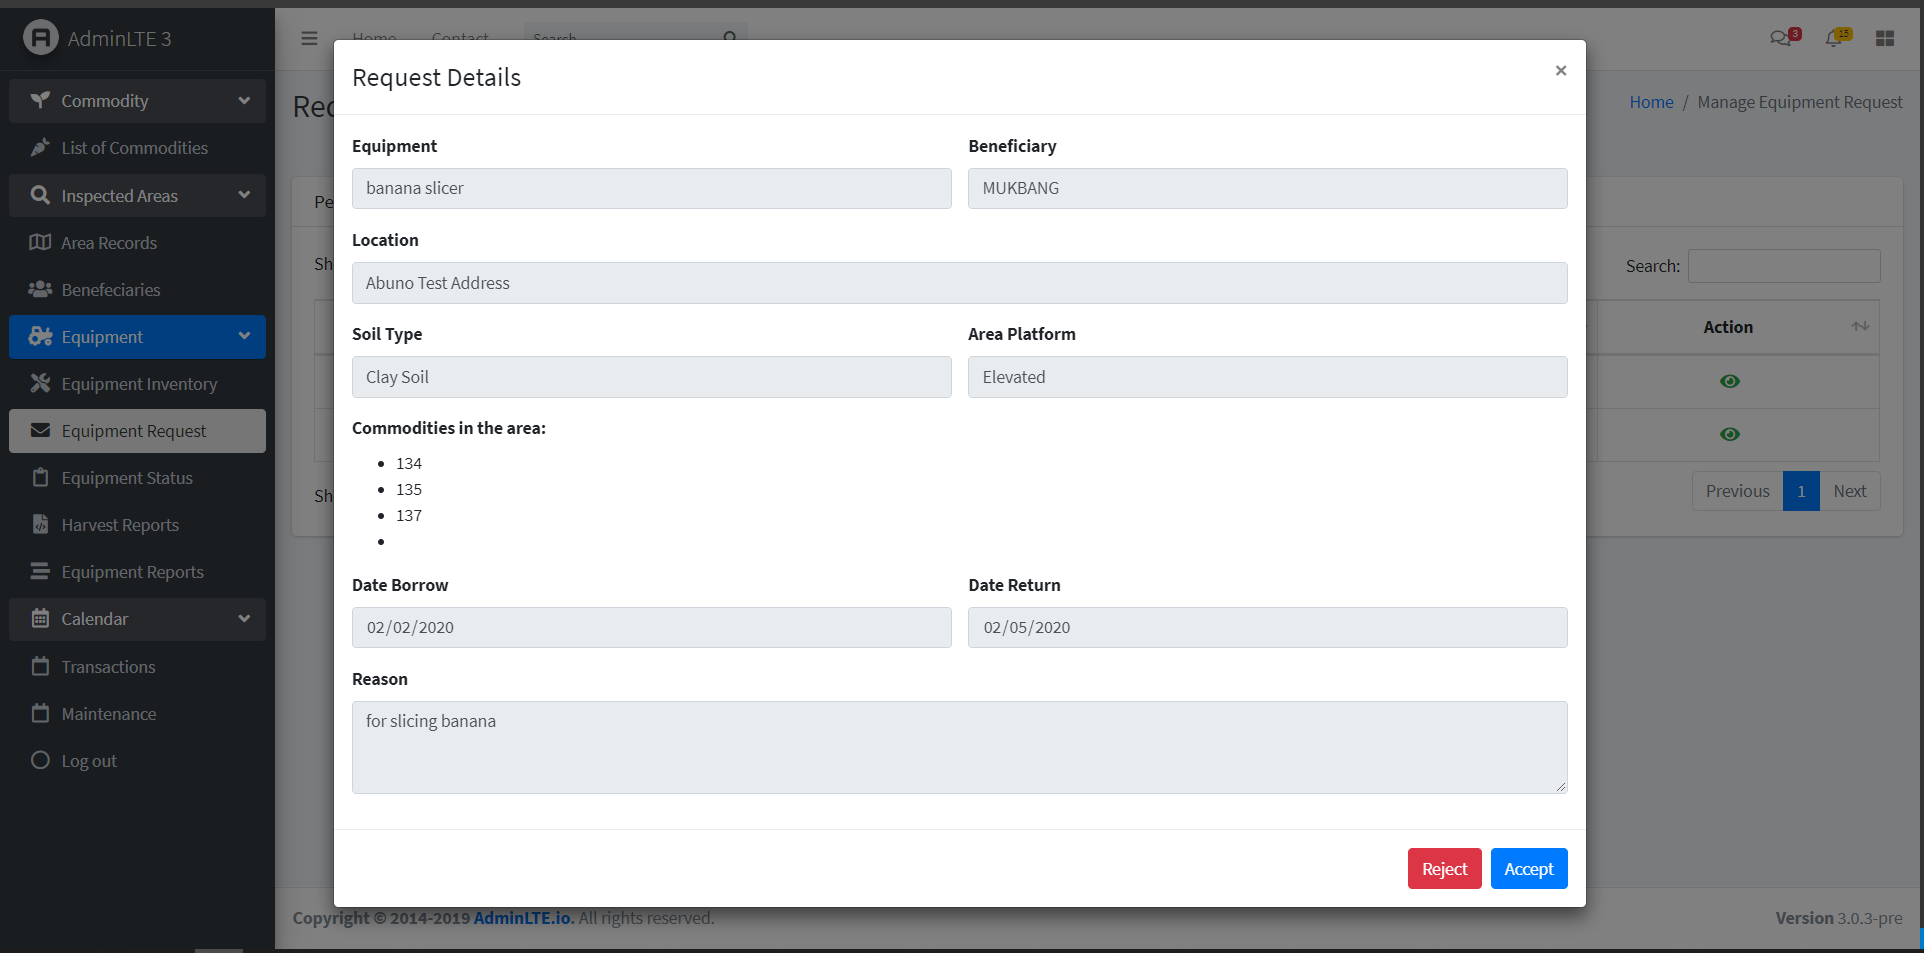 AdminLTE 3
Commodity
List of Commodities
Inspected Areas
Area Records
Benefeciaries
Equipment
Equipment Inventory
Equipment Request
Equipment Status
Harvest Reports
Equipment Reports
Calendar
Transactions
Maintenance
Log out
Home Contact Search
3
15
Home / Manage Equipment Request
Search:
Action
Previous 1 Next
Request Details
×
Equipment Beneficiary
banana slicer MUKBANG
Location
Abuno Test Address
Soil Type Area Platform
Clay Soil Elevated
Commodities in the area:
134
135
137
Date Borrow Date Return
02/02/2020 02/05/2020
Reason
for slicing banana
Reject Accept
Copyright © 2014-2019 AdminLTE.io. All rights reserved.
Version 3.0.3-pre